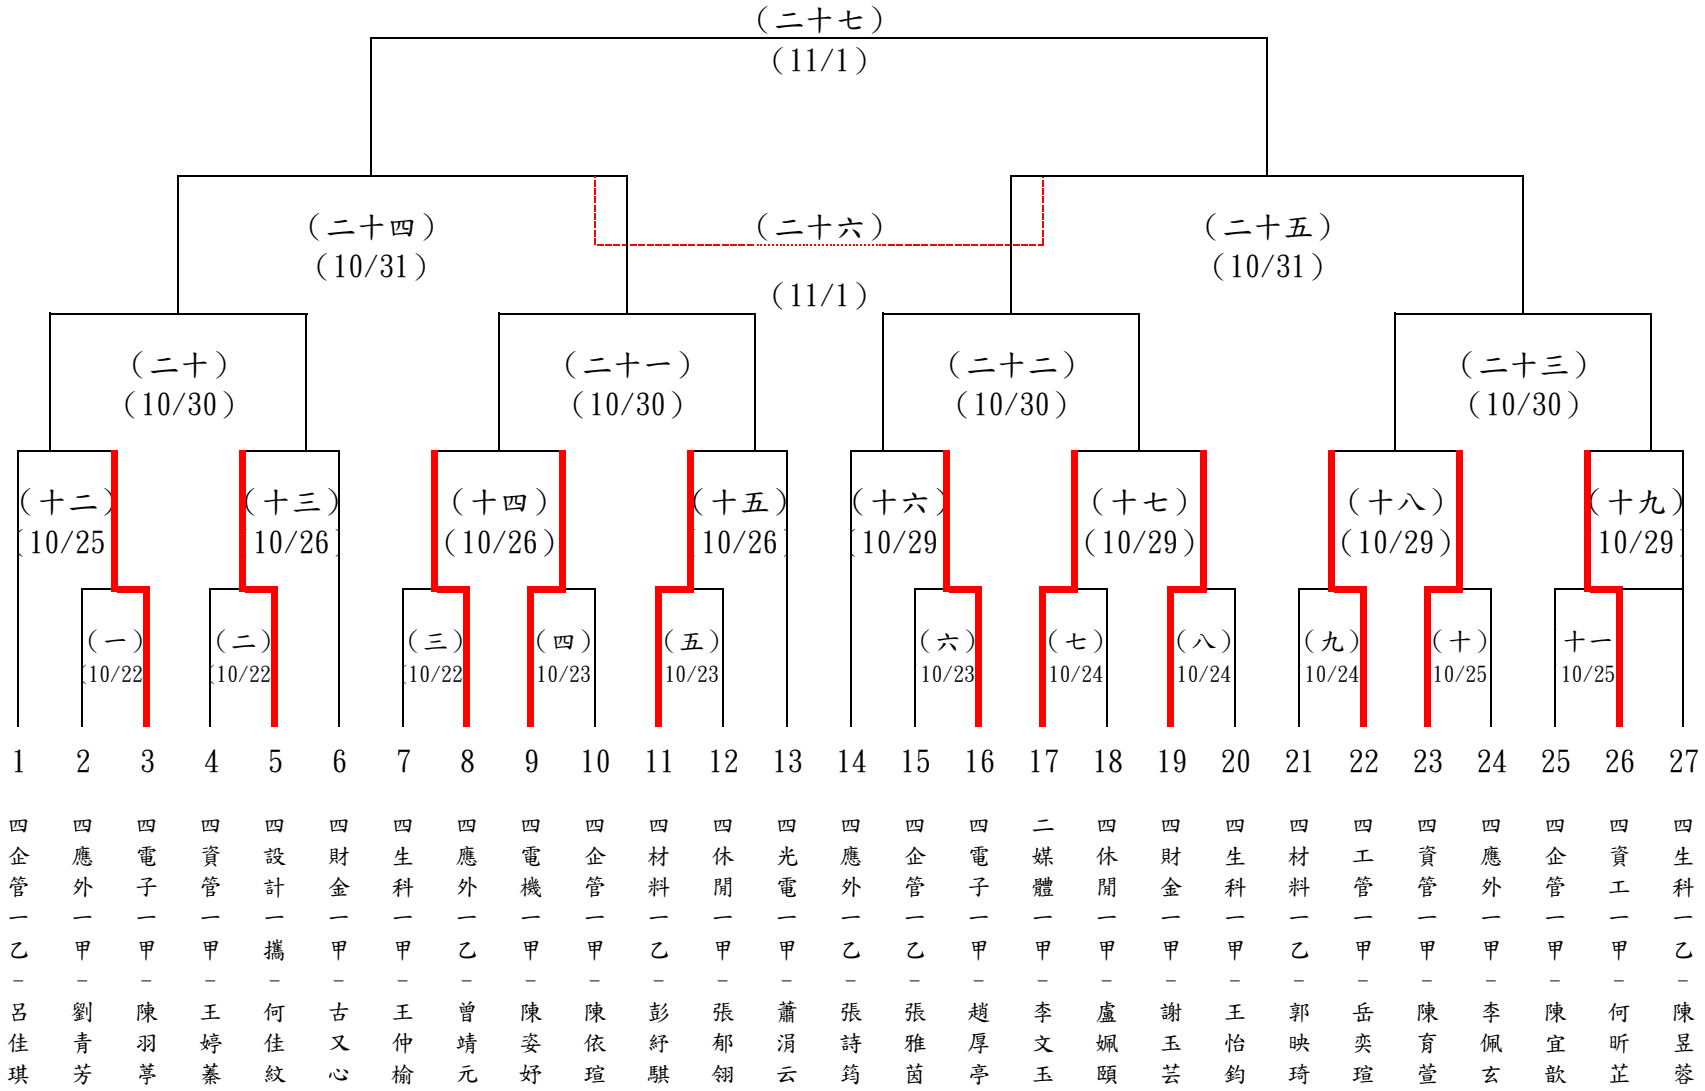 （二十七）
（11/1）
（二十四）
（二十六）
（二十五）
（10/31）
（10/31）
（11/1）
（二十）
（二十一）
（二十二）
（二十三）
（10/30）
（10/30）
（10/30）
（10/30）
（十二）
（十三）
（十四）
（十五）
（十六）
（十七）
（十八）
（十九）
（10/25
（10/26）
（10/26）
（10/26）
（10/29
（10/29）
（10/29）
10/29）
（一）
（二）
（三）
（四）
（五）
（六）
（七）
（八）
（九）
（十）
十一
（10/22
（10/22
（10/22
10/23
10/23
10/23
10/24
10/24
10/24
10/25
10/25
1 2 3 4 5 6 7 8 9 10 11 12 13 14 15 16 17 18 19 20 21 22 23 24 25 26 27
四企管一乙-呂佳琪
四應外一甲-劉青芳
四電子一甲-陳羽葶
四資管一甲-王婷蓁
四設計一攜-何佳紋
四財金一甲-古又心
四生科一甲-王仲榆
四應外一乙-曾靖元
四電機一甲-陳姿妤
四企管一甲-陳依瑄
四材料一乙-彭紓騏
四休閒一甲-張郁翎
四光電一甲-蕭涓云
四應外一乙-張詩筠
四企管一乙-張雅茵
四電子一甲-趙厚亭
二媒體一甲-李文玉
四休閒一甲-盧姵頤
四財金一甲-謝玉芸
四生科一甲-王怡鈞
四材料一乙-郭映琦
四工管一甲-岳奕瑄
四資管一甲-陳育萱
四應外一甲-李佩玄
四企管一甲-陳宜歆
四資工一甲-何昕芷
四生科一乙-陳昱蓉